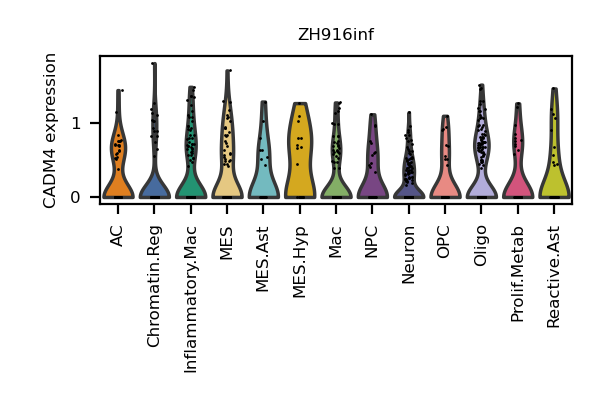 ZH916inf
CADM4 expression
1
0
AC
Chromatin.Reg
Inflammatory.Mac
MES
MES.Ast
MES.Hyp
Mac
NPC
Neuron
OPC
Oligo
Prolif.Metab
Reactive.Ast